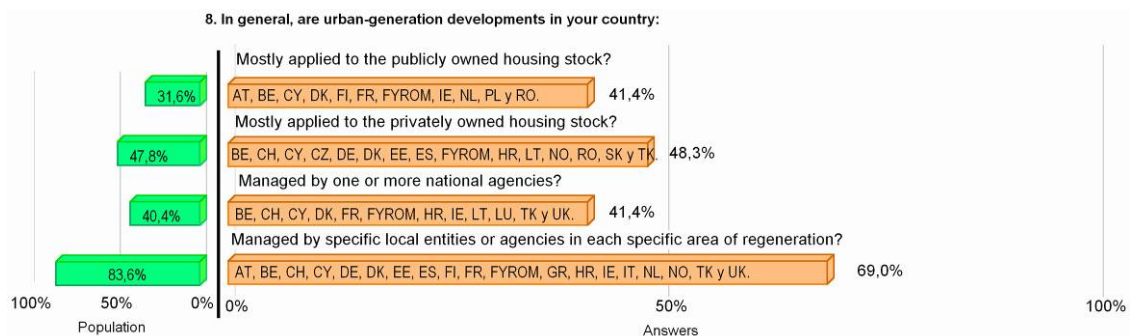 8. In general, are urban-generation developments in your country:
Mostly applied to the publicly owned housing stock?
31,6%
AT, BE, CY, DK, FI, FR, FYROM, IE, NL, PL y RO.
41,4%
Mostly applied to the privately owned housing stock?
47,8%
BE, CH, CY, CZ, DE, DK, EE, ES, FYROM, HR, LT, NO, RO, SK y TK.
48,3%
Managed by one or more national agencies?
40,4%
BE, CH, CY, DK, FR, FYROM, HR, IE, LT, LU, TK y UK.
41,4%
Managed by specific local entities or agencies in each specific area of regeneration?
83,6%
AT, BE, CH, CY, DE, DK, EE, ES, FI, FR, FYROM, GR, HR, IE, IT, NL, NO, TK y UK.
69,0%
100% 50% 0% 0% 50% 100%
Population Answers